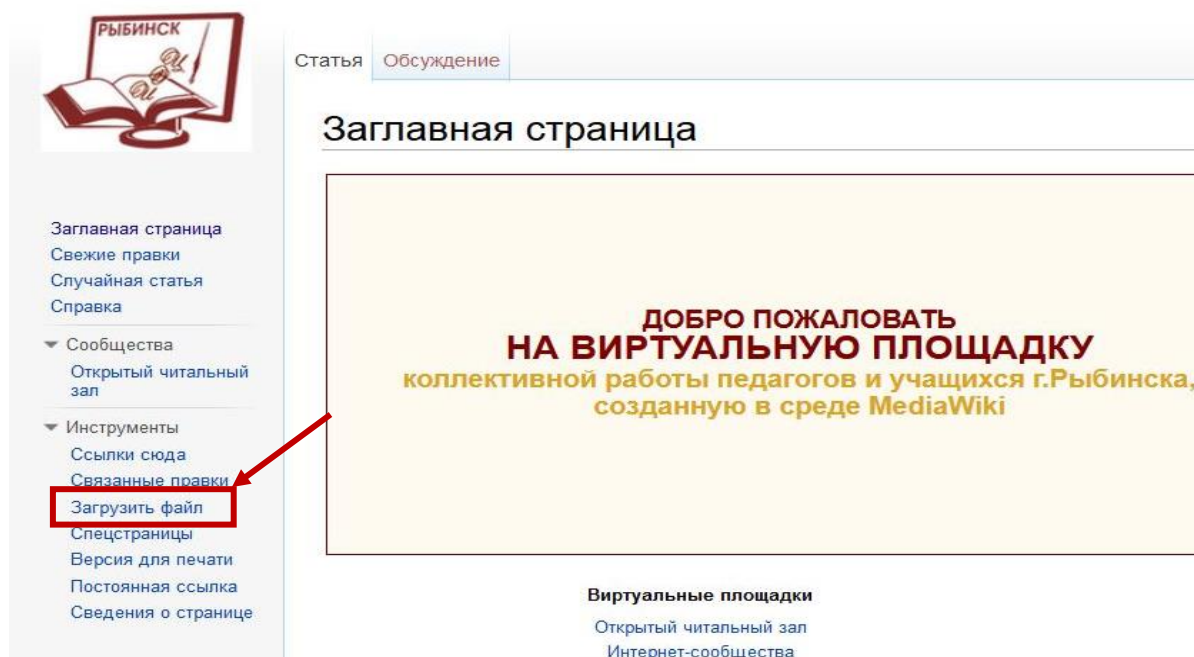 РЫБИНСК
Статья
Обсуждение
Заглавная страница
Заглавная страница
Свежие правки
Случайная статья
Справка
Сообщества
Открытый читальный
зал
Инструменты
Ссылки сюда
Связанные правки
Загрузить файл
Спецстраницы
Версия для печати
Постоянная ссылка
Сведения о странице
ДОБРО ПОЖАЛОВАТЬ
НА ВИРТУАЛЬНУЮ ПЛОЩАДКУ
коллективной работы педагогов и учащихся г.Рыбинска,
созданную в среде MediaWiki
Виртуальные площадки
Открытый читальный зал
Интернет-сообщества